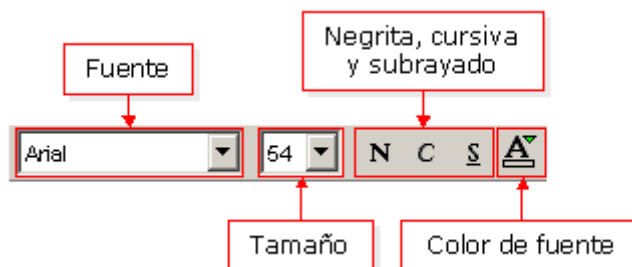 Negrita, cursiva
y subrayado
Fuente
Arial
54
N C S A
Tamaño
Color de fuente